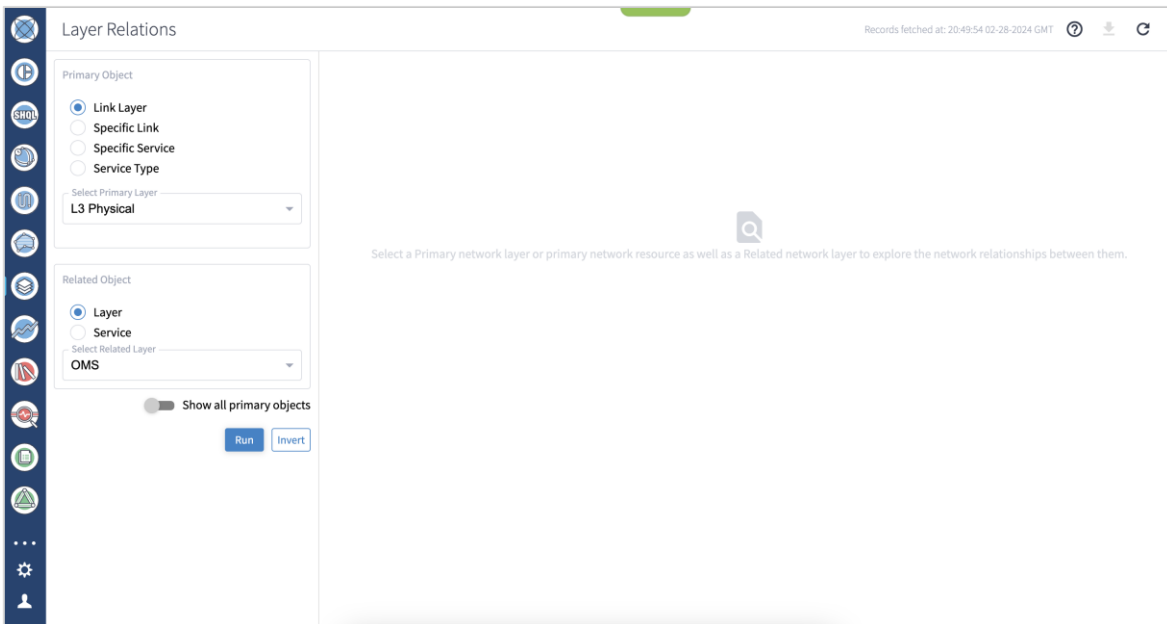 Layer Relations
Records fetched at: 20:49:54 02-28-2024 GMT
SHQL
Primary Object
Link Layer
Specific Link
Specific Service
Service Type
Select Primary Layer
L3 Physical
Select a Primary network layer or primary network resource as well as a Related network layer to explore the network relationships between them.
Related Object
Layer
Service
Select Related Layer
OMS
Show all primary objects
Run
Invert